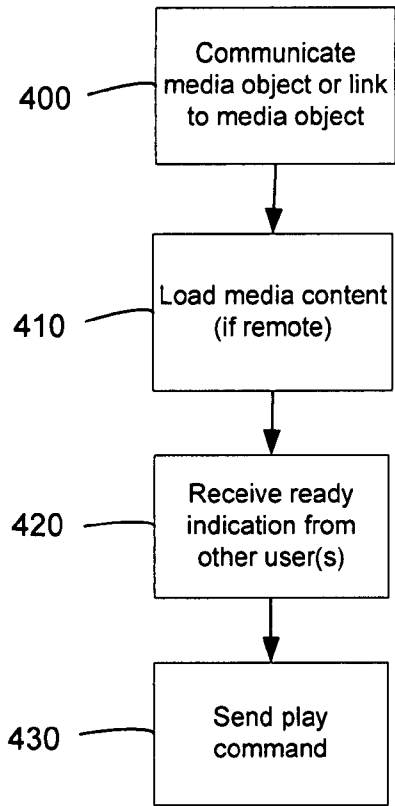 Communicate
media object or link
to media object
400
Load media content
(if remote)
410
Receive ready
indication from
other user(s)
420
Send play
command
430